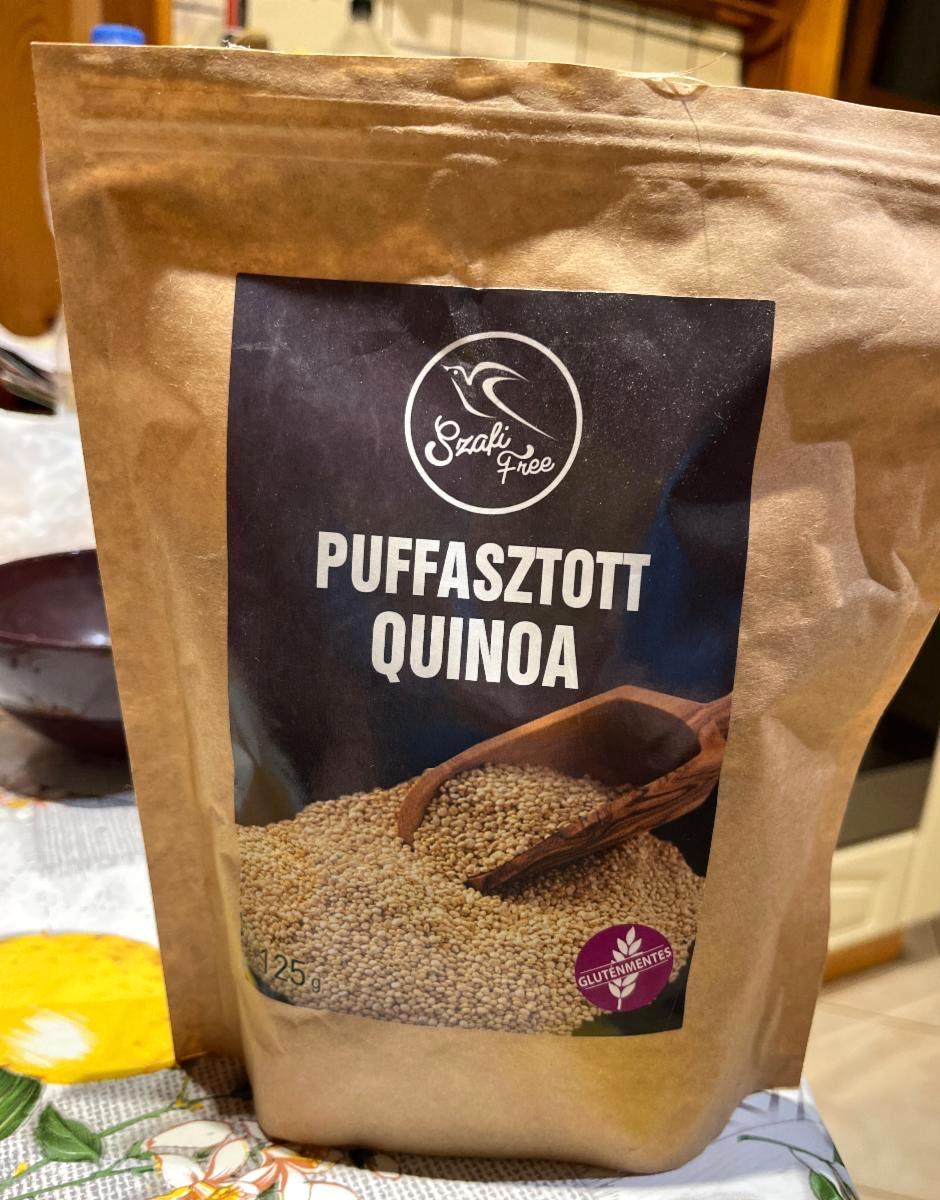 Szafi
Free
PUFFASZTOTT
QUINOA
125 g
GLUTÉNMENTES